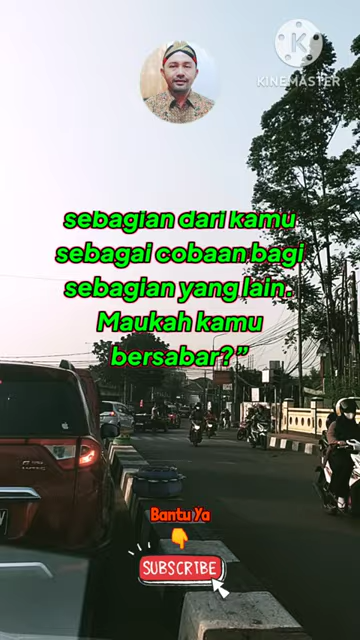 KINEMASTER
sebagian dari kamu
sebagai cobaan bagi
sebagian yang lain.
Maukah kamu
bersabar?”
Bantu Ya
SUBSCRIBE